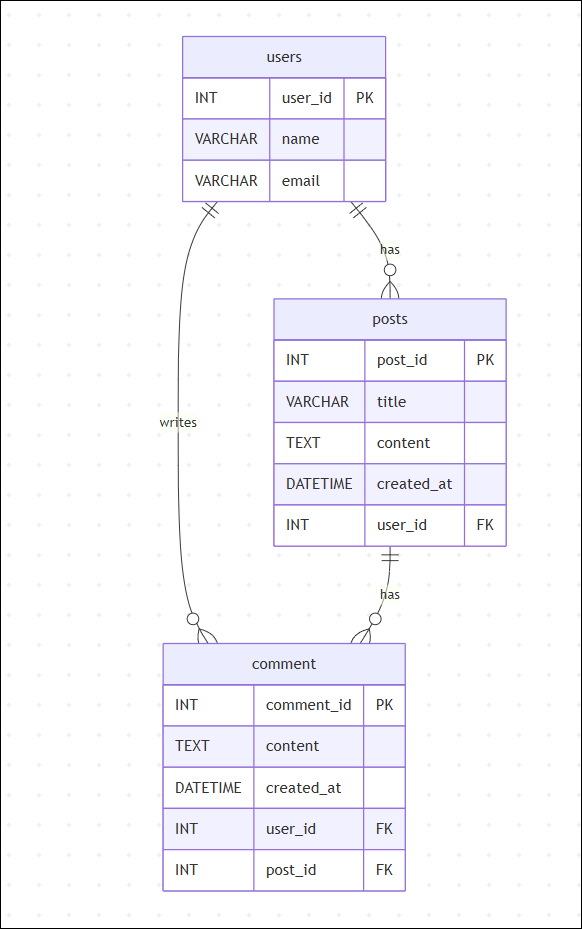 users
INT user_id PK
VARCHAR name
VARCHAR email
has
posts
INT post_id PK
VARCHAR title
writes
TEXT content
DATETIME created_at
INT user_id FK
has
comment
INT comment_id PK
TEXT content
DATETIME created_at
INT user_id FK
INT post_id FK